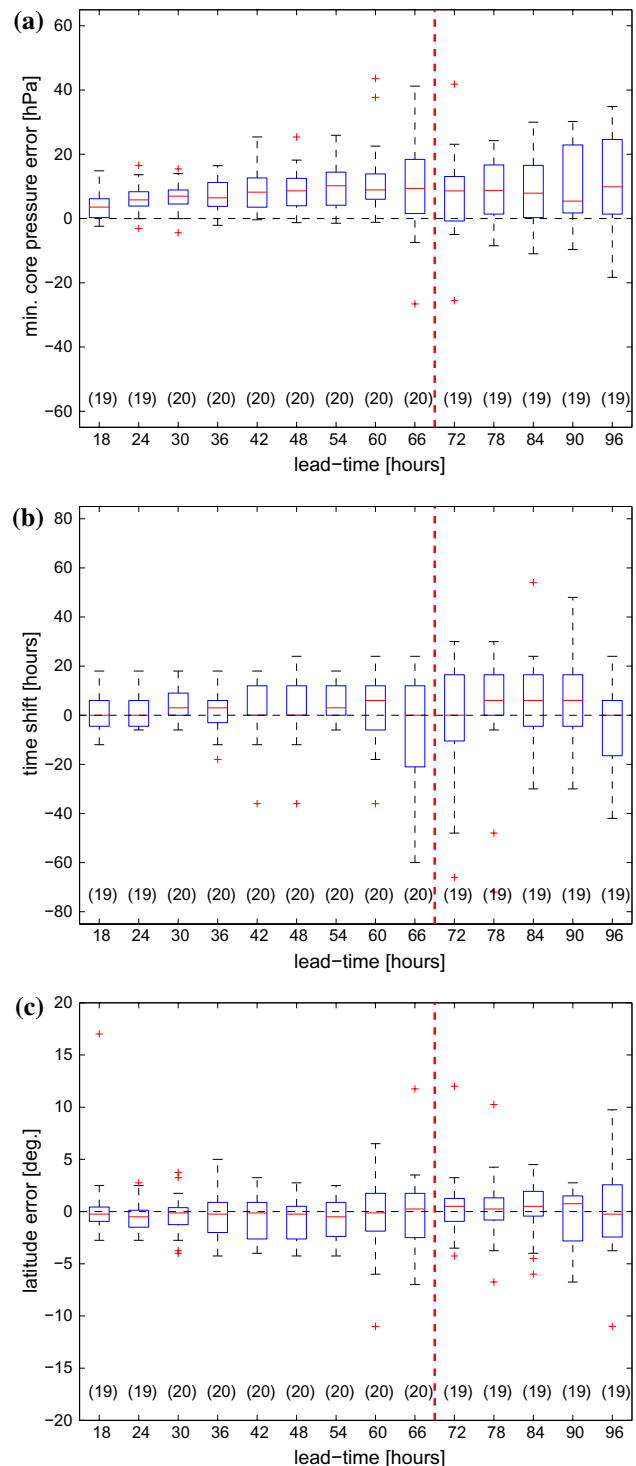 (a)
min. core pressure error [hPa]
60
40
20
0
−20
−40
−60
(19) (19) (20) (20) (20) (20) (20) (20) (20) (19) (19) (19) (19) (19)
18 24 30 36 42 48 54 60 66 72 78 84 90 96
lead−time [hours]
(b)
time shift [hours]
80
60
40
20
0
−20
−40
−60
−80
(19) (19) (20) (20) (20) (20) (20) (20) (20) (19) (19) (19) (19) (19)
18 24 30 36 42 48 54 60 66 72 78 84 90 96
lead−time [hours]
(c)
latitude error [deg.]
20
15
10
5
0
−5
−10
−15
−20
(19) (19) (20) (20) (20) (20) (20) (20) (20) (19) (19) (19) (19) (19)
18 24 30 36 42 48 54 60 66 72 78 84 90 96
lead−time [hours]